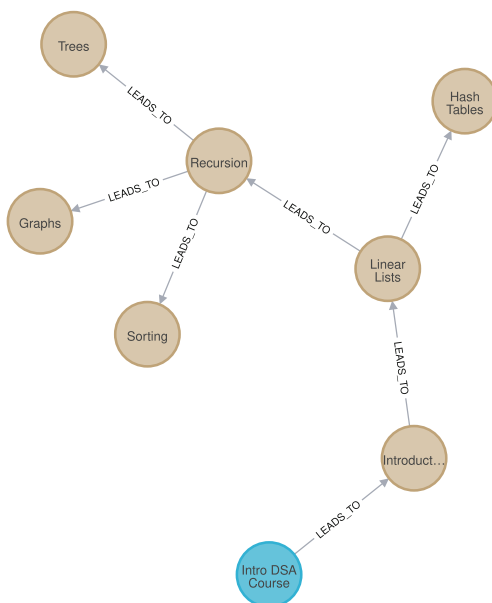 Trees
LEADS_TO
Hash
Tables
Recursion
LEADS_TO
LEADS_TO
LEADS_TO
Graphs
LEADS_TO
Linear
Lists
Sorting
LEADS_TO
Introduct…
LEADS_TO
Intro DSA
Course